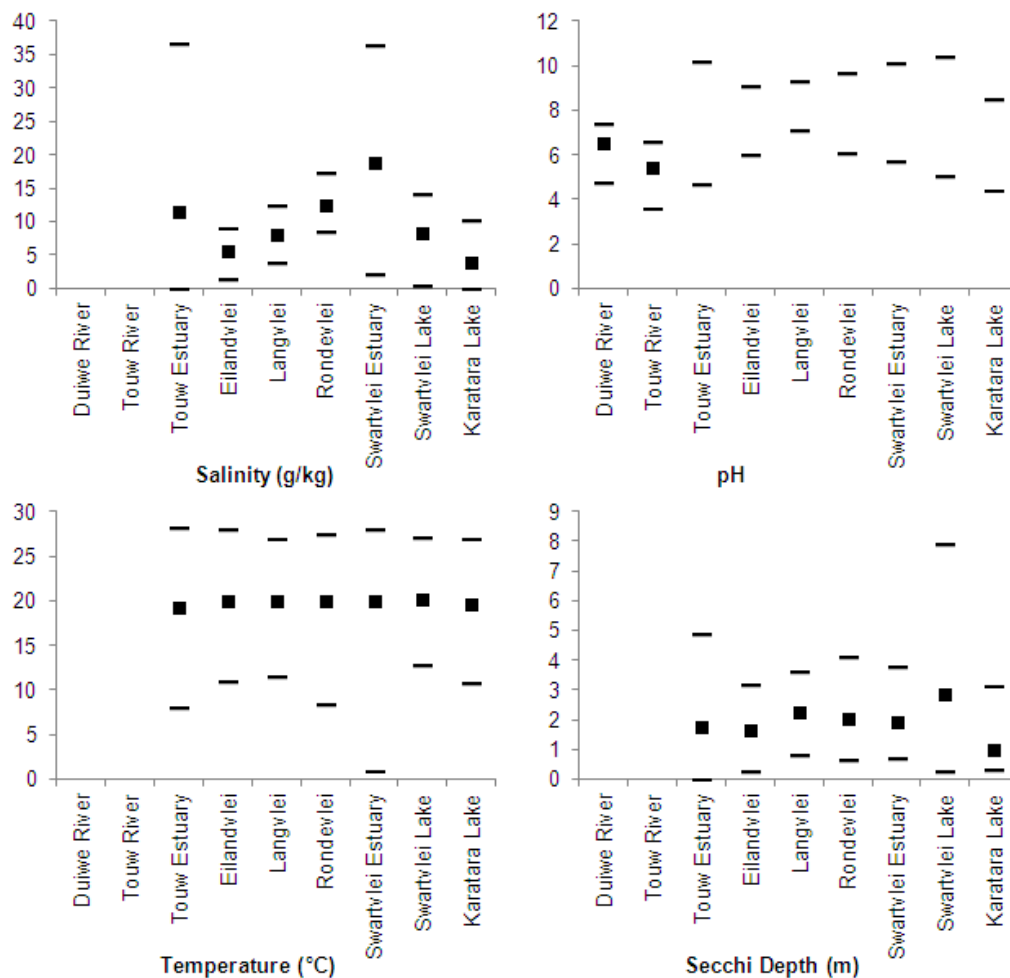 40
35
30
25
20
15
10
5
0
Duiwe River
Touw River
Touw Estuary
Eilandvlei
Langvlei
Rondevlei
Swartvlei Estuary
Swartvlei Lake
Karatara Lake
Salinity (g/kg)
12
10
8
6
4
2
0
Duiwe River
Touw River
Touw Estuary
Eilandvlei
Langvlei
Rondevlei
Swartvlei Estuary
Swartvlei Lake
Karatara Lake
pH
30
25
20
15
10
5
0
Duiwe River
Touw River
Touw Estuary
Eilandvlei
Langvlei
Rondevlei
Swartvlei Estuary
Swartvlei Lake
Karatara Lake
Temperature (°C)
9
8
7
6
5
4
3
2
1
0
Duiwe River
Touw River
Touw Estuary
Eilandvlei
Langvlei
Rondevlei
Swartvlei Estuary
Swartvlei Lake
Karatara Lake
Secchi Depth (m)